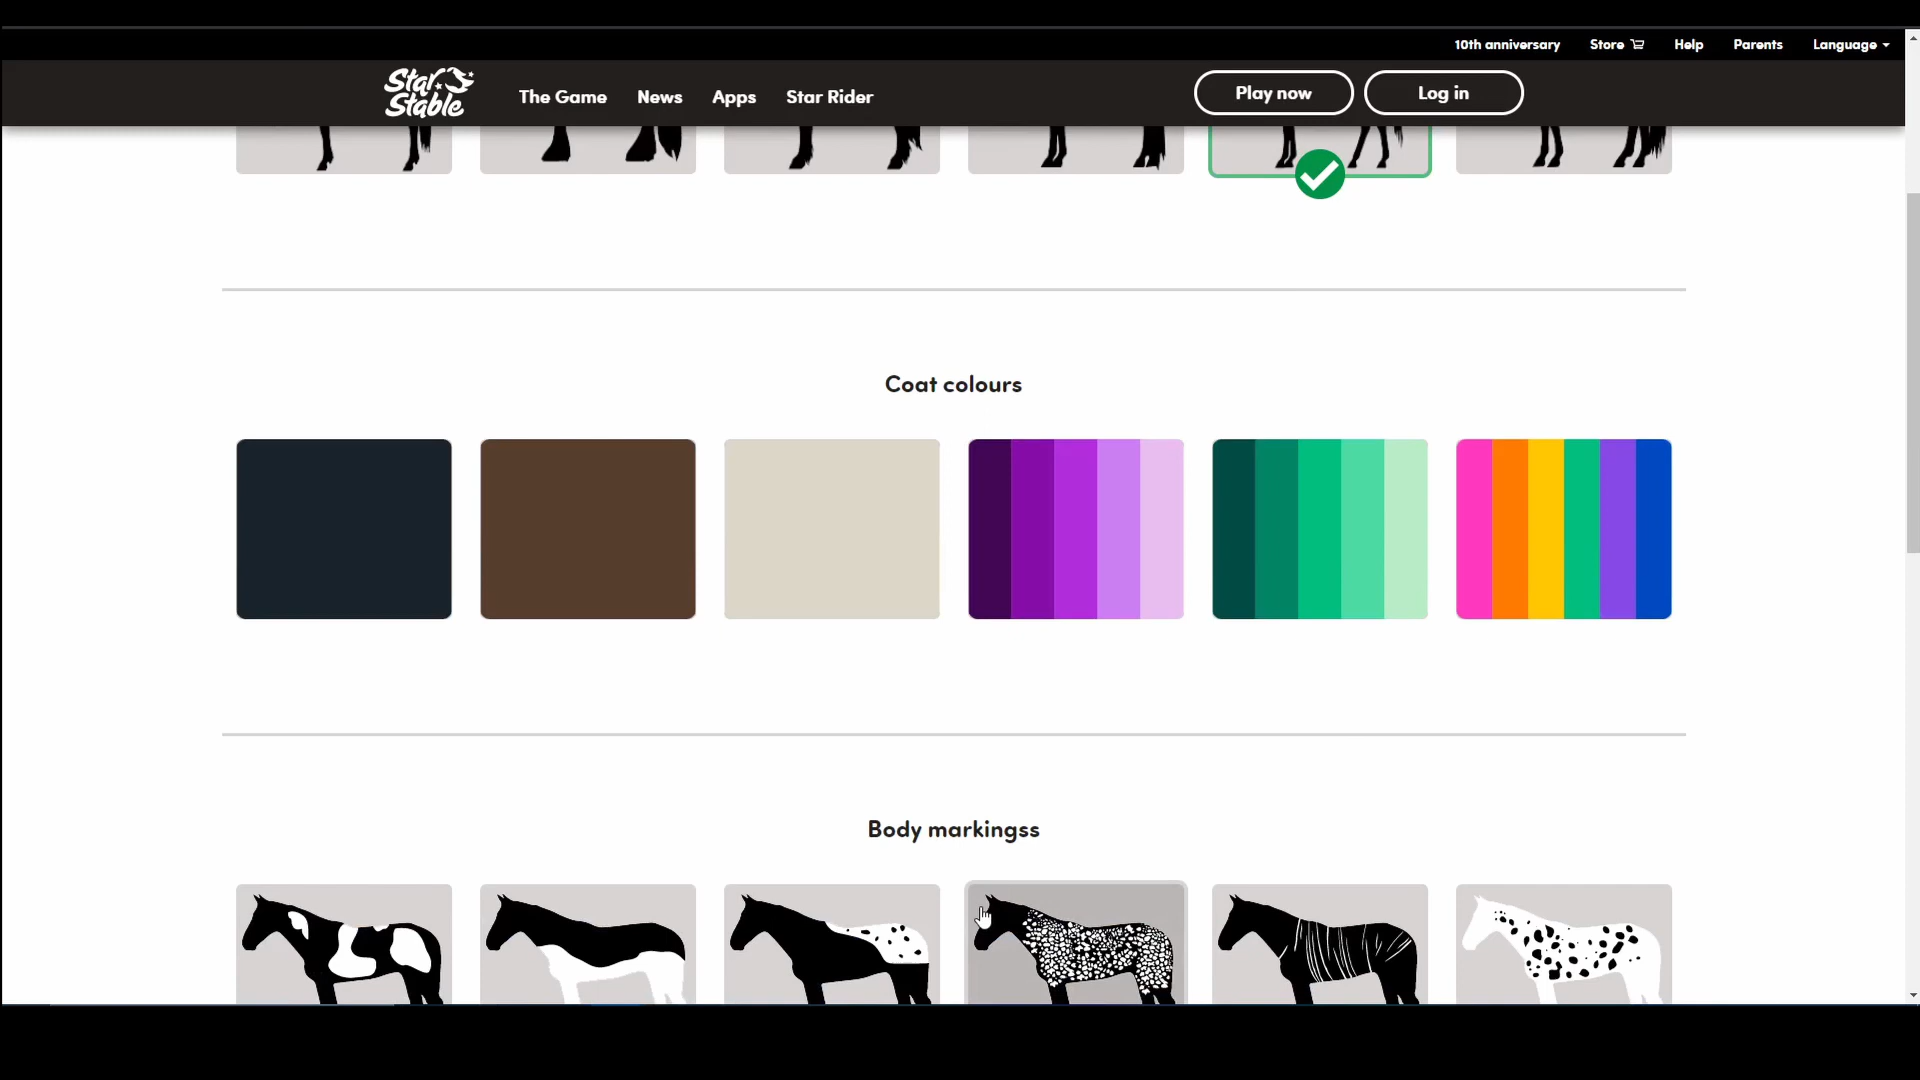 10th anniversary Store Help Parents Language
Star Stable The Game News Apps Star Rider Play now Log in
Coat colours
Body markingss